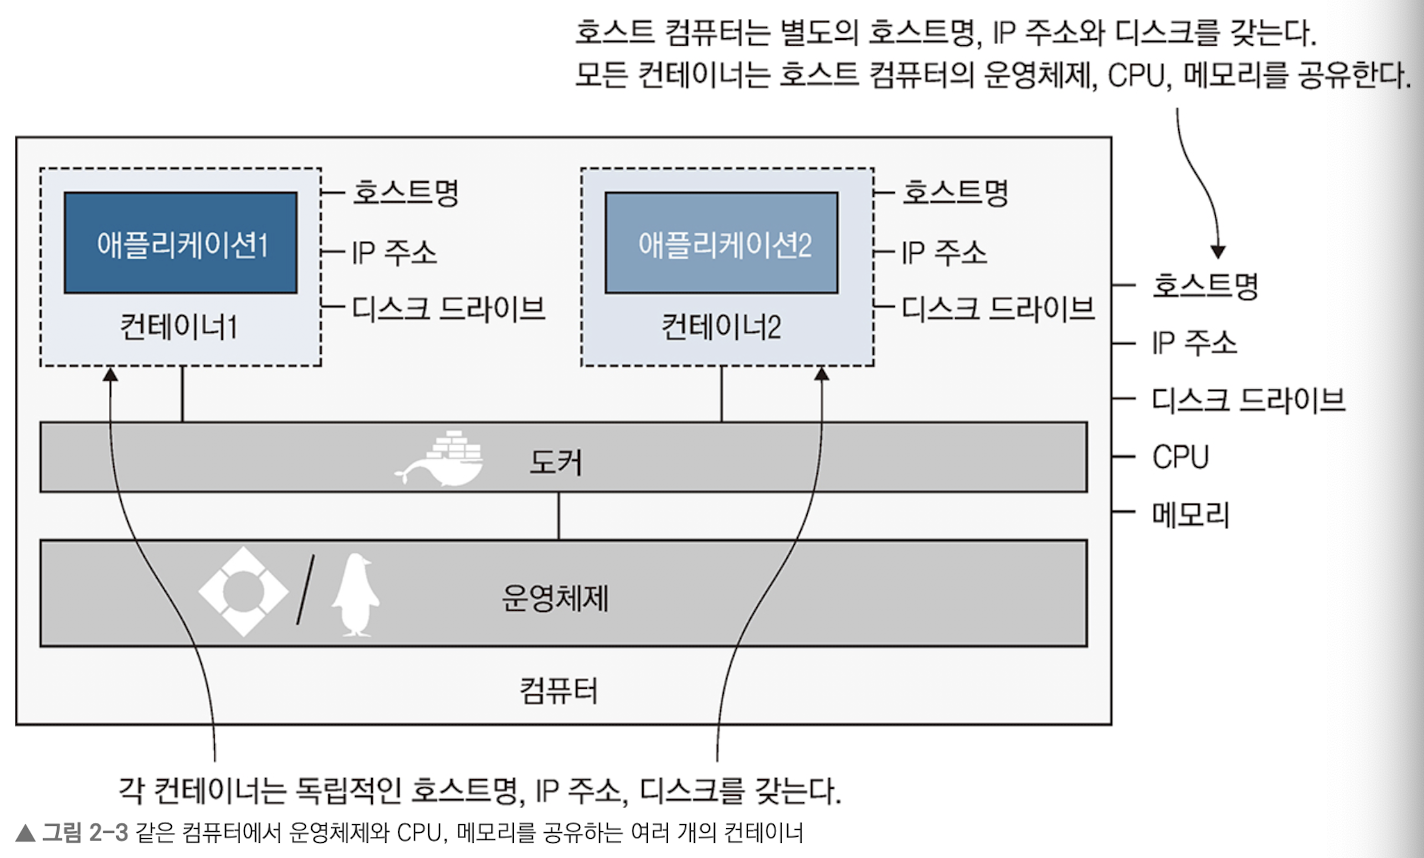 호스트 컴퓨터는 별도의 호스트명, IP 주소와 디스크를 갖는다.
모든 컨테이너는 호스트 컴퓨터의 운영체제, CPU, 메모리를 공유한다.
애플리케이션1
컨테이너1
호스트명
IP 주소
디스크 드라이브
애플리케이션2
컨테이너2
호스트명
IP 주소
디스크 드라이브
호스트명
IP 주소
디스크 드라이브
CPU
메모리
도커
/
운영체제
컴퓨터
각 컨테이너는 독립적인 호스트명, IP 주소, 디스크를 갖는다.
▲ 그림 2-3 같은 컴퓨터에서 운영체제와 CPU, 메모리를 공유하는 여러 개의 컨테이너